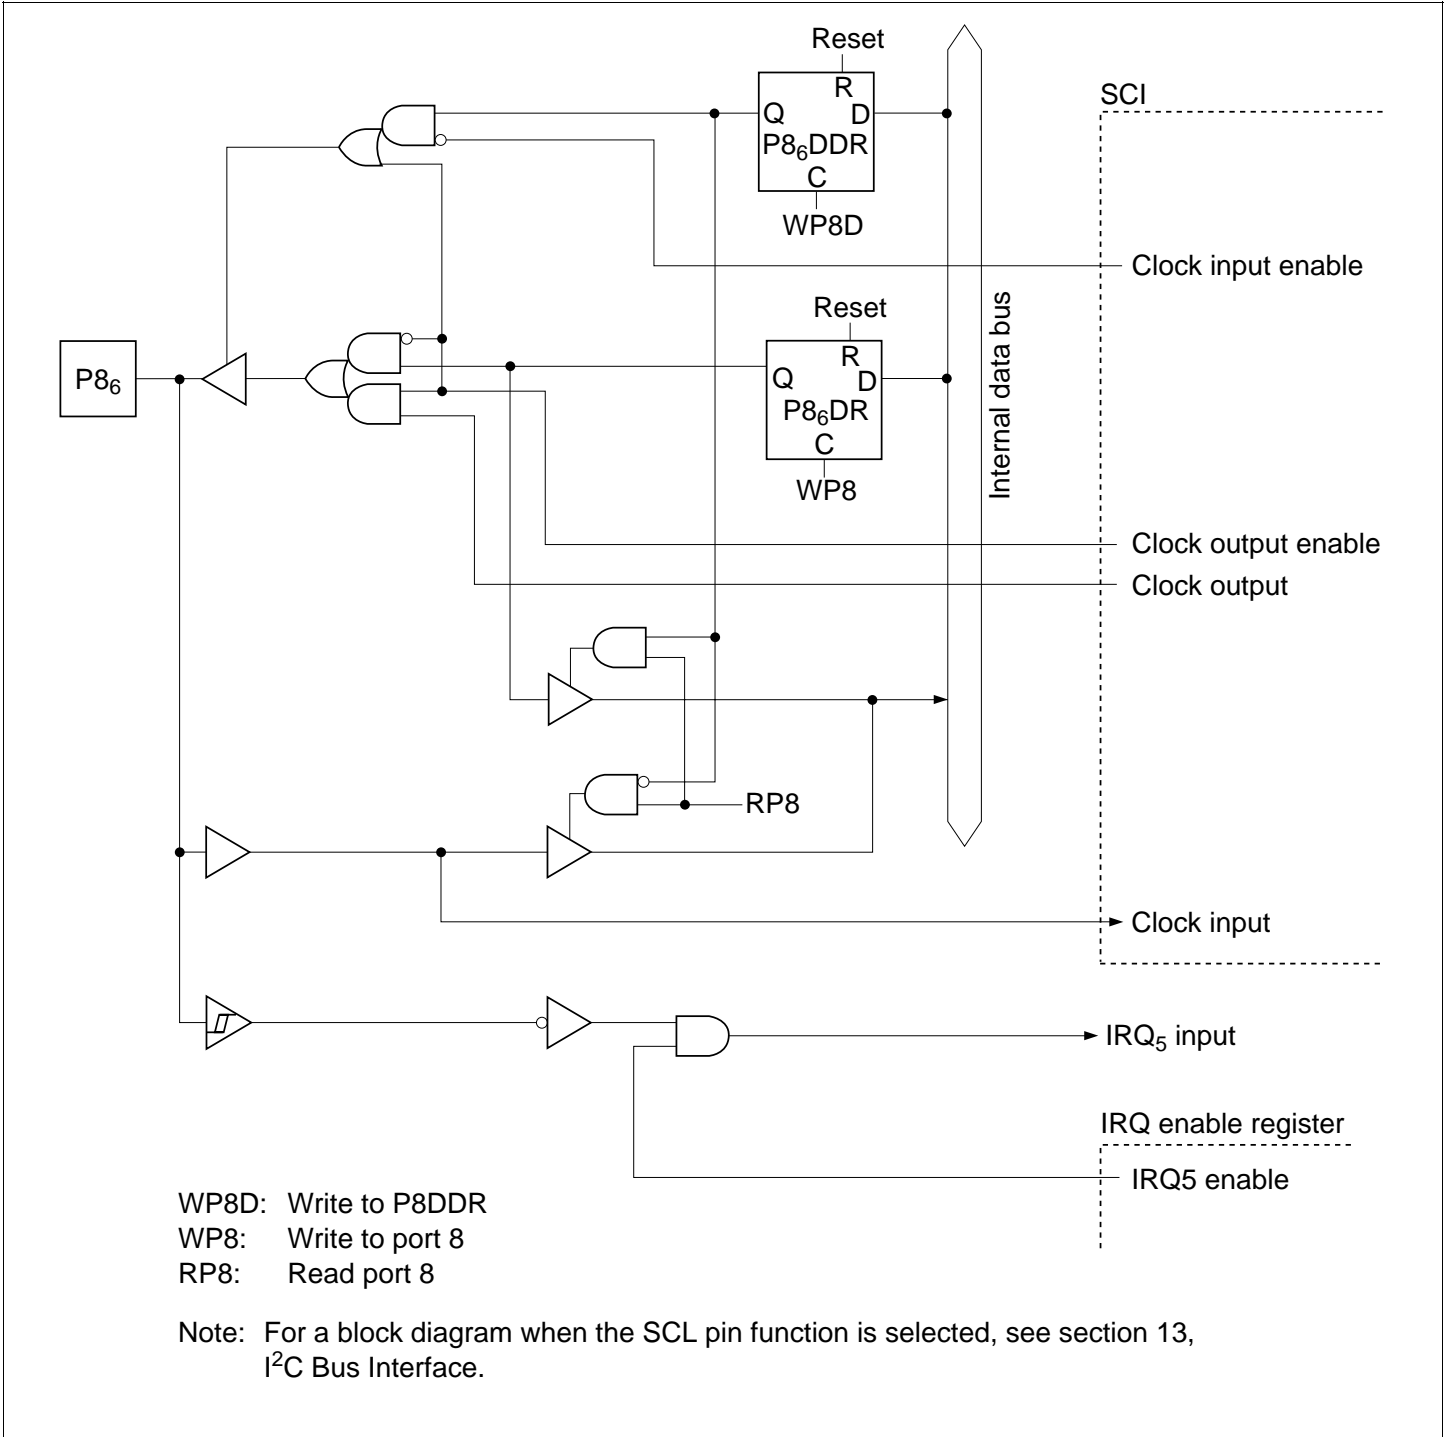 Reset
R
Q D
P8₆DDR
C
WP8D
SCI
Clock input enable
Reset
R
Q D
P8₆DR
C
WP8
P8₆
Internal data bus
Clock output enable
Clock output
RP8
Clock input
IRQ₅ input
IRQ enable register
IRQ5 enable
WP8D: Write to P8DDR
WP8: Write to port 8
RP8: Read port 8
Note: For a block diagram when the SCL pin function is selected, see section 13,
I²C Bus Interface.